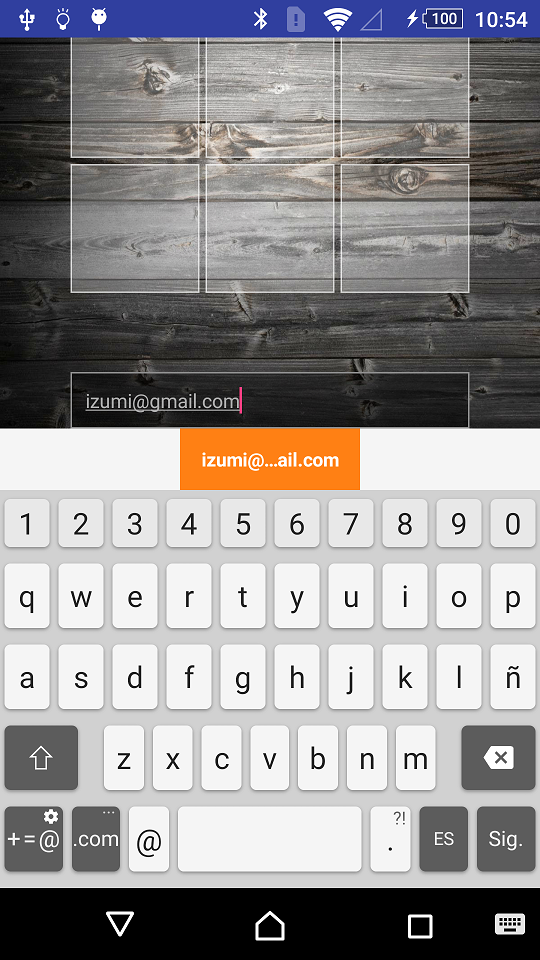 100 10:54
izumi@gmail.com
izumi@...ail.com
1 2 3 4 5 6 7 8 9 0
q w e r t y u i o p
a s d f g h j k l ñ
z x c v b n m
+=@ .com @ . ?! ES Sig.